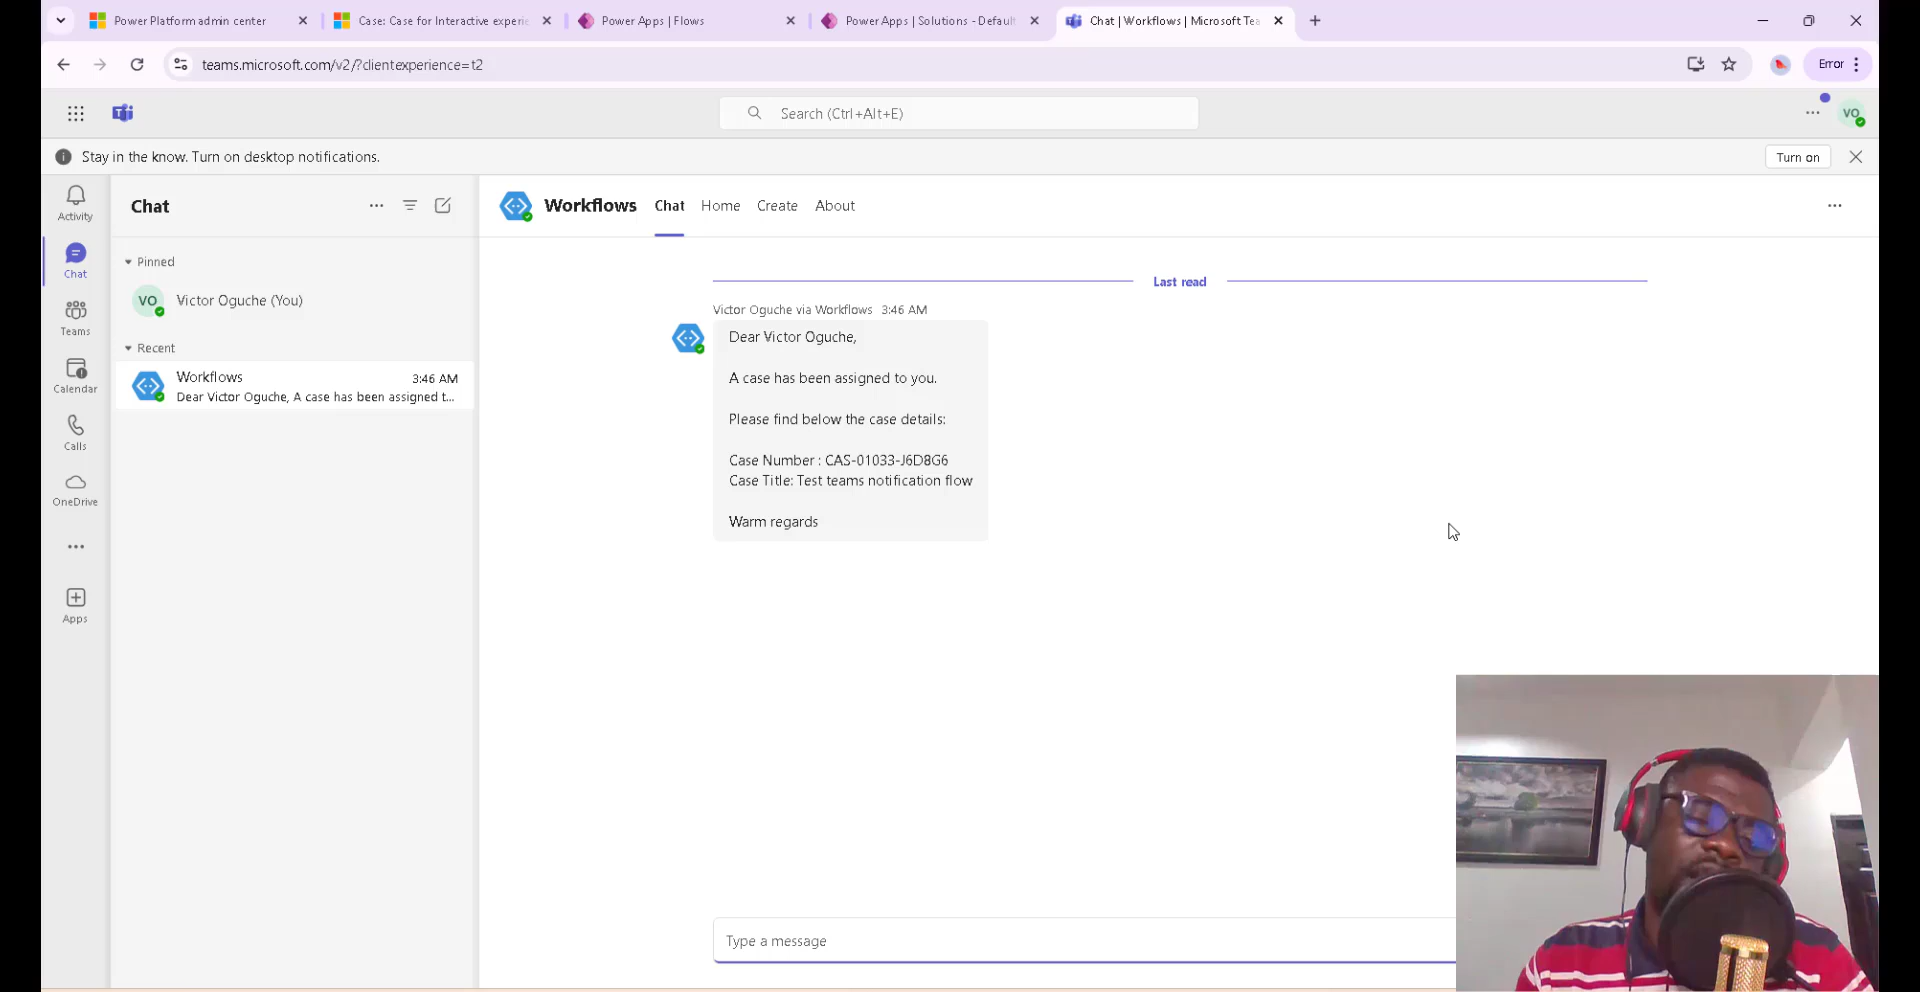 Power Platform admin center
Case: Case for Interactive experie
Power Apps | Flows
Power Apps | Solutions - Default
Chat | Workflows | Microsoft Tea
teams.microsoft.com/v2/?clientexperience=t2
Error
Search (Ctrl+Alt+E)
VO
Stay in the know. Turn on desktop notifications.
Turn on
Activity
Chat
Teams
Calendar
Calls
OneDrive
Apps
Chat
Pinned
VO
Victor Oguche (You)
Recent
Workflows
3:46 AM
Dear Victor Oguche, A case has been assigned t...
Workflows
Chat
Home
Create
About
Last read
Victor Oguche via Workflows 3:46 AM
Dear Victor Oguche,
A case has been assigned to you.
Please find below the case details:
Case Number : CAS-01033-J6D8G6
Case Title: Test teams notification flow
Warm regards
Type a message